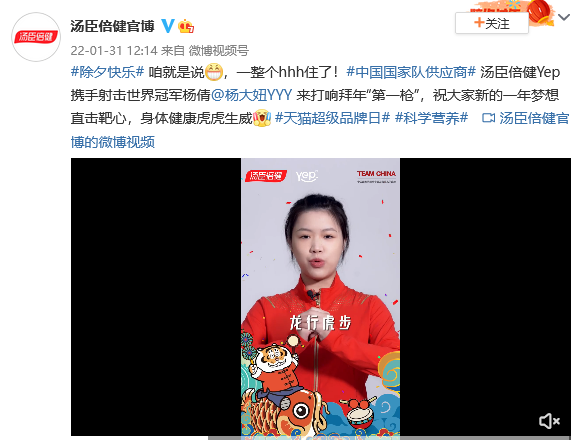 汤臣倍健
汤臣倍健官博
+关注
22-01-31 12:14 来自 微博视频号
#除夕快乐# 咱就是说😁，一整个hhh住了！#中国国家队供应商# 汤臣倍健Yep
携手射击世界冠军杨倩@杨大妞YYY 来打响拜年“第一枪”，祝大家新的一年梦想
直击靶心，身体健康虎虎生威 #天猫超级品牌日# #科学营养# 汤臣倍健官
博的微博视频
汤臣倍健 yep TEAM CHINA
龙行虎步